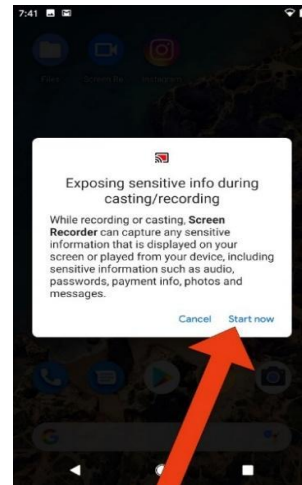 7:41
Files
Exposing sensitive info during
casting/recording
While recording or casting, Screen
Recorder can capture any sensitive
information that is displayed on your
screen or played from your device, including
sensitive information such as audio,
passwords, payment info, photos and
messages.
Cancel Start now
G